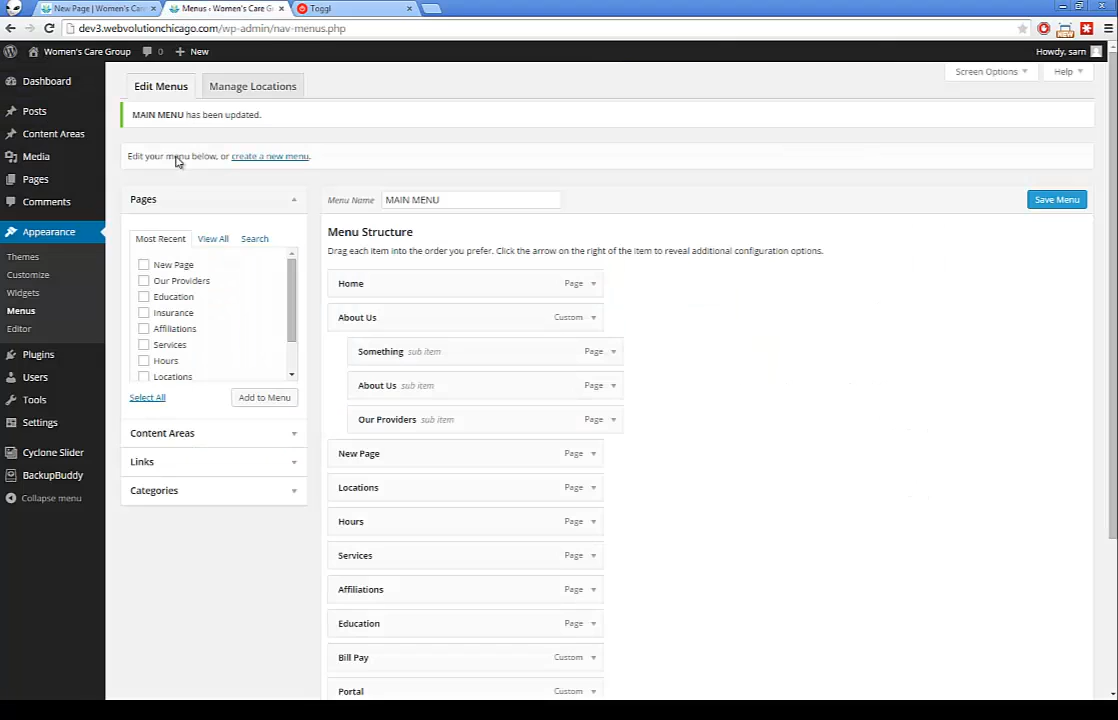 New Page | Women's Care
Menus ‹ Women's Care G
Toggl
dev3.webvolutionchicago.com/wp-admin/nav-menus.php
Women's Care Group 0 New
Howdy, sarn
Dashboard
Posts
Content Areas
Media
Pages
Comments
Appearance
Themes
Customize
Widgets
Menus
Editor
Plugins
Users
Tools
Settings
Cyclone Slider
BackupBuddy
Collapse menu
Screen Options Help
Edit Menus Manage Locations
MAIN MENU has been updated.
Edit your menu below, or create a new menu.
Pages
Most Recent View All Search
New Page
Our Providers
Education
Insurance
Affiliations
Services
Hours
Locations
Select All Add to Menu
Content Areas
Links
Categories
Menu Name MAIN MENU Save Menu
Menu Structure
Drag each item into the order you prefer. Click the arrow on the right of the item to reveal additional configuration options.
Home Page
About Us Custom
Something sub item Page
About Us sub item Page
Our Providers sub item Page
New Page Page
Locations Page
Hours Page
Services Page
Affiliations Page
Education Page
Bill Pay Custom
Portal Custom